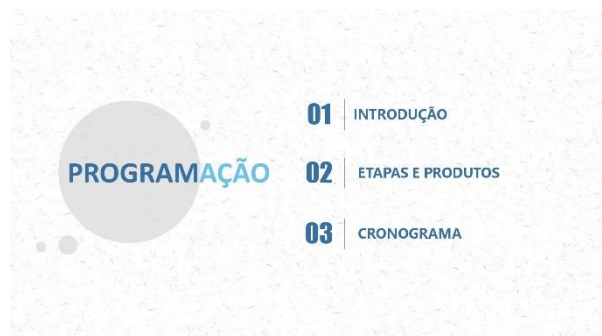 PROGRAMAÇÃO
01 INTRODUÇÃO
02 ETAPAS E PRODUTOS
03 CRONOGRAMA